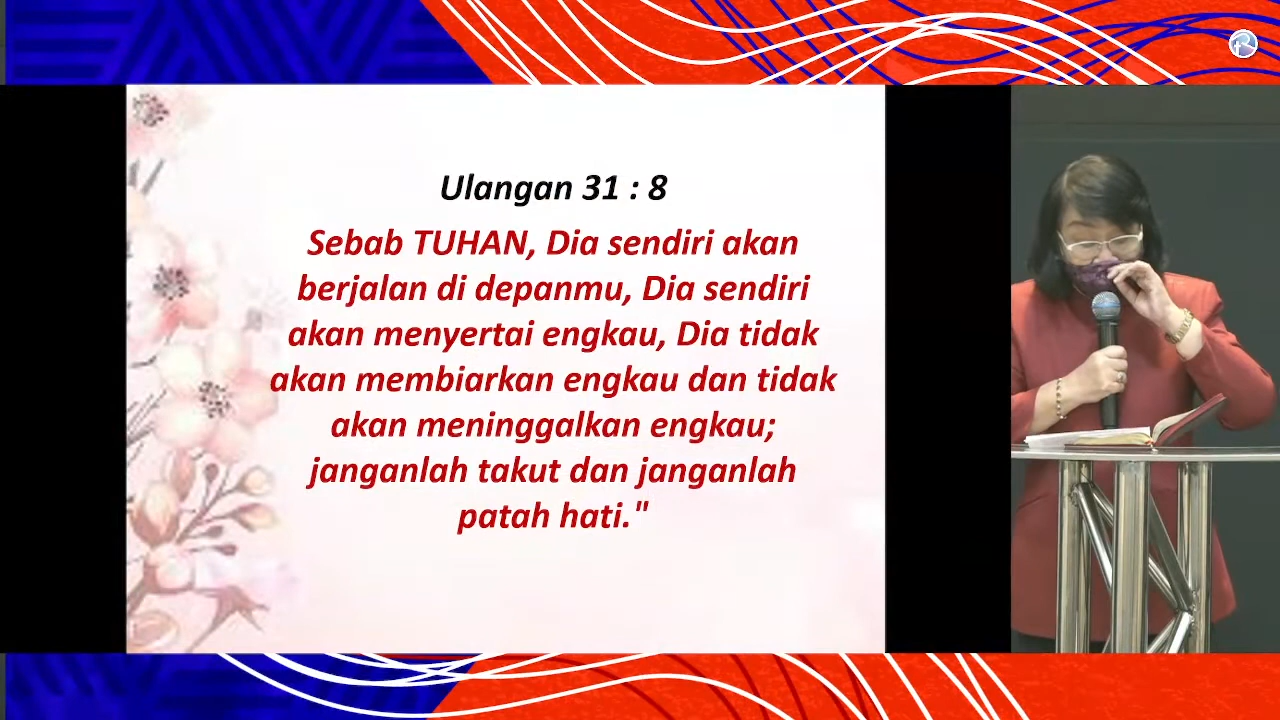 Ulangan 31 : 8
Sebab TUHAN, Dia sendiri akan
berjalan di depanmu, Dia sendiri
akan menyertai engkau, Dia tidak
akan membiarkan engkau dan tidak
akan meninggalkan engkau;
janganlah takut dan janganlah
patah hati."